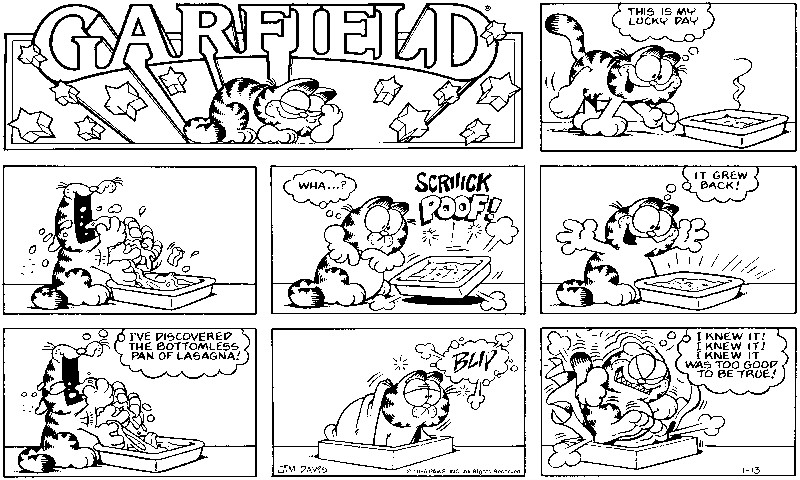 GARFIELD
THIS IS MY
LUCKY DAY
WHA...?
SCRIIICK
POOF!
IT GREW
BACK!
I'VE DISCOVERED
THE BOTTOMLESS
PAN OF LASAGNA!
BLIP
JIM DAVIS
I KNEW IT!
I KNEW IT!
I KNEW IT
WAS TOO GOOD
TO BE TRUE!
1-13